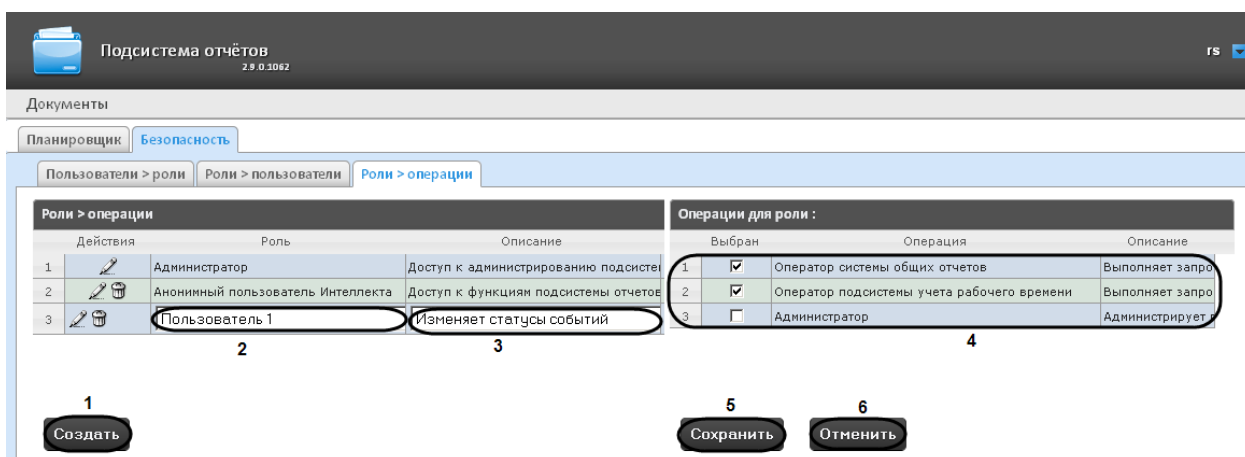 Подсистема отчётов
2.9.0.1062
rs
Документы
Планировщик Безопасность
Пользователи > роли Роли > пользователи Роли > операции
Роли > операции
Действия Роль Описание
1 Администратор Доступ к администрированию подсистем
2 Анонимный пользователь Интеллекта Доступ к функциям подсистемы отчетов
3 Пользователь 1 Изменяет статусы событий
2 3
1
Создать
Операции для роли :
Выбран Операция Описание
1 Оператор системы общих отчетов Выполняет запро
2 Оператор подсистемы учета рабочего времени Выполняет запро
3 Администратор Администрирует
4
5 6
Сохранить Отменить